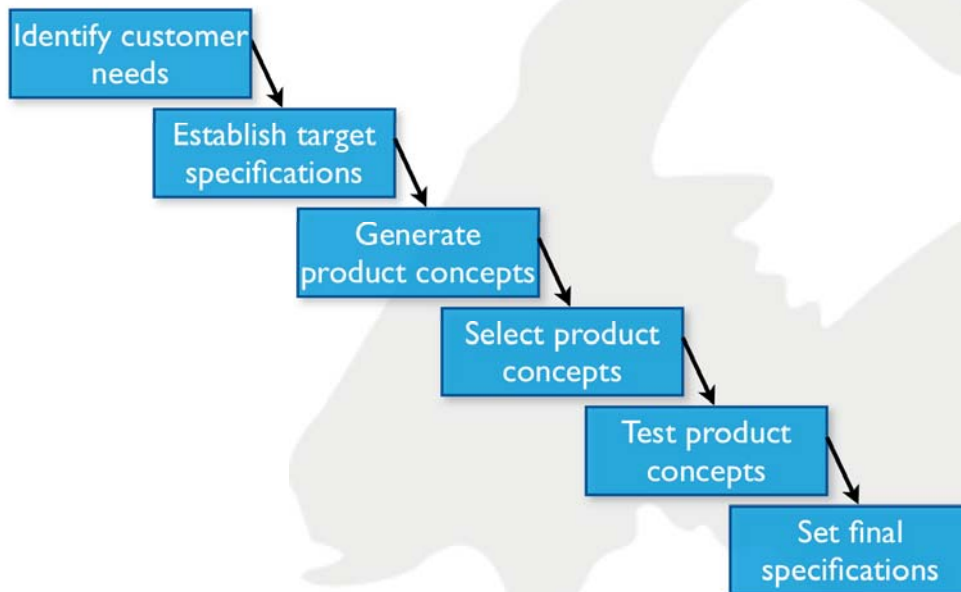 Identify customer
needs
Establish target
specifications
Generate
product concepts
Select product
concepts
Test product
concepts
Set final
specifications